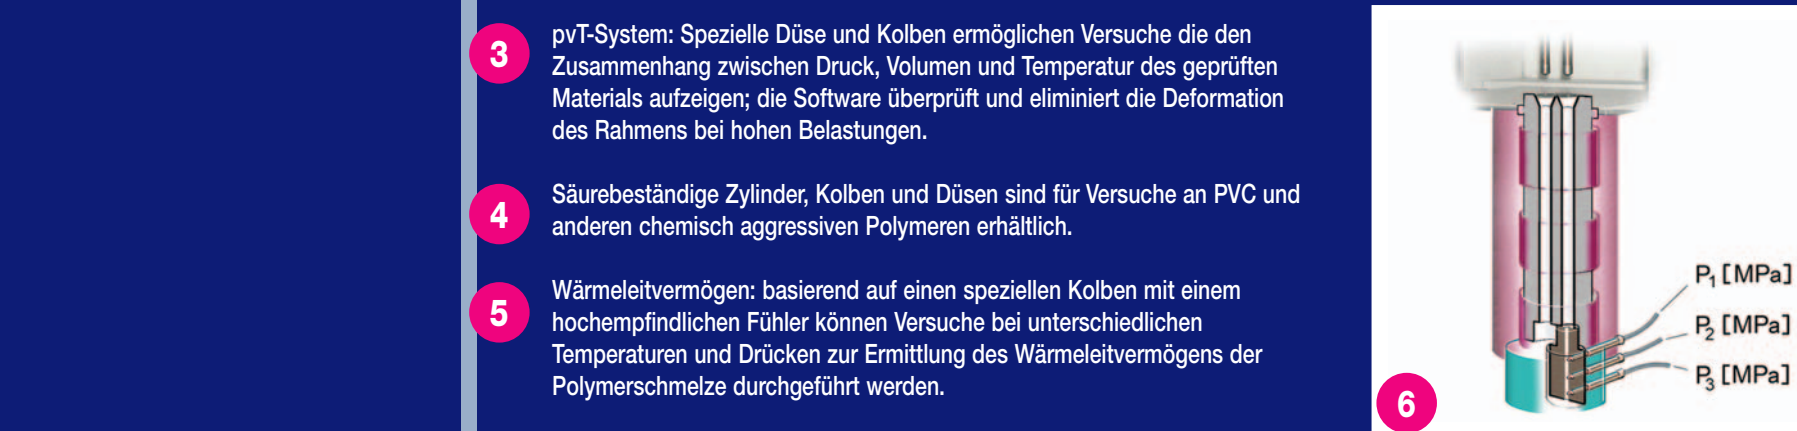 3
pvT-System: Spezielle Düse und Kolben ermöglichen Versuche die den
Zusammenhang zwischen Druck, Volumen und Temperatur des geprüften
Materials aufzeigen; die Software überprüft und eliminiert die Deformation
des Rahmens bei hohen Belastungen.
4
Säurebeständige Zylinder, Kolben und Düsen sind für Versuche an PVC und
anderen chemisch aggressiven Polymeren erhältlich.
5
Wärmeleitvermögen: basierend auf einen speziellen Kolben mit einem
hochempfindlichen Fühler können Versuche bei unterschiedlichen
Temperaturen und Drücken zur Ermittlung des Wärmeleitvermögens der
Polymerschmelze durchgeführt werden.
P₁ [MPa]
P₂ [MPa]
P₃ [MPa]
6